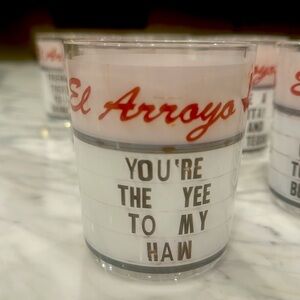 El Arroyo
YOU'RE
THE YEE
TO MY
HAW